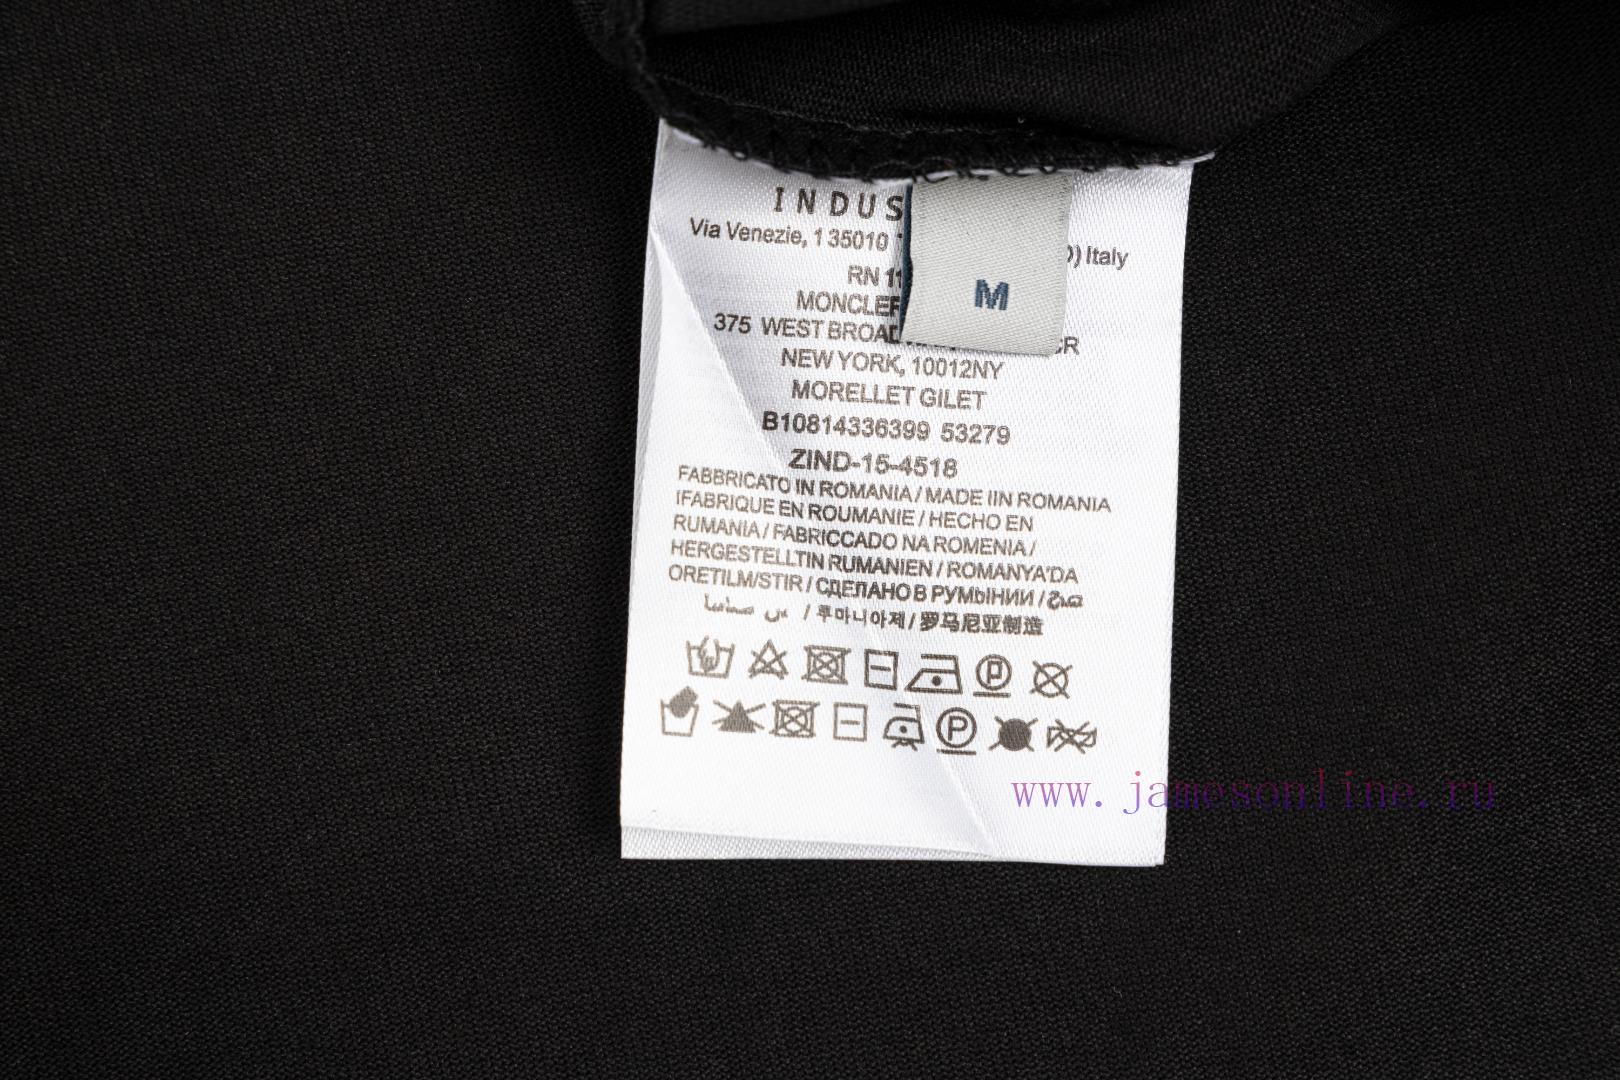 INDUS
Via Venezie, 1 35010 Italy
RN
MONCLER
375 WEST BROAD
NEW YORK, 10012NY
MORELLET GILET
B10814336399 53279
ZIND-15-4518
FABBRICATO IN ROMANIA / MADE IIN ROMANIA
IFABRIQUE EN ROUMANIE / HECHO EN
RUMANIA / FABRICCADO NA ROMENIA /
HERGESTELLTIN RUMANIEN / ROMANYA'DA
ORETILM/STIR / СДЕЛАНО В РУМЫНИИ /
/ 루마니아제 / 罗马尼亚制造
M
www.jamesonline.ru